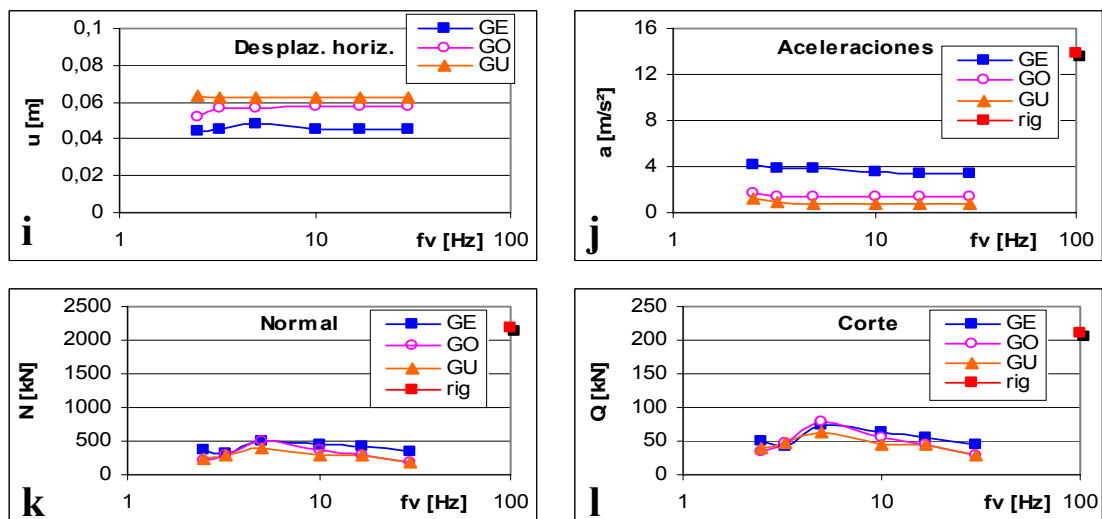 0,1
0,08
0,06
0,04
0,02
0
u [m]
Desplaz. horiz.
GE
GO
GU
1
10
100
fv [Hz]
i
16
12
8
4
0
a [m/s²]
Aceleraciones
GE
GO
GU
rig
1
10
100
fv [Hz]
j
2500
2000
1500
1000
500
0
N [kN]
Normal
GE
GO
GU
rig
1
10
100
fv [Hz]
k
250
200
150
100
50
0
Q [kN]
Corte
GE
GO
GU
rig
1
10
100
fv [Hz]
l